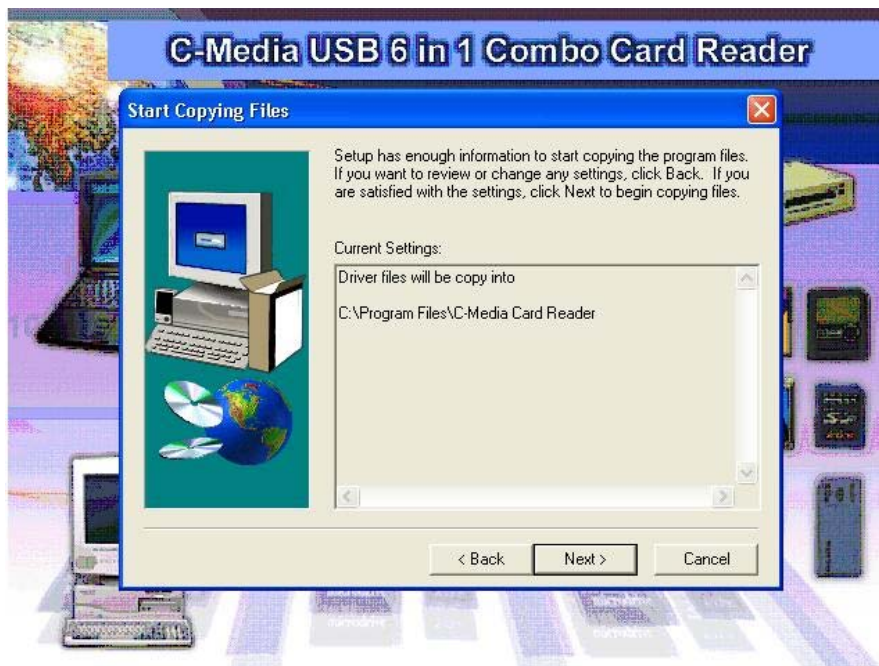 C-Media USB 6 in 1 Combo Card Reader
Start Copying Files
Setup has enough information to start copying the program files.
If you want to review or change any settings, click Back. If you
are satisfied with the settings, click Next to begin copying files.
Current Settings:
Driver files will be copy into
C:\Program Files\C-Media Card Reader
< Back
Next >
Cancel